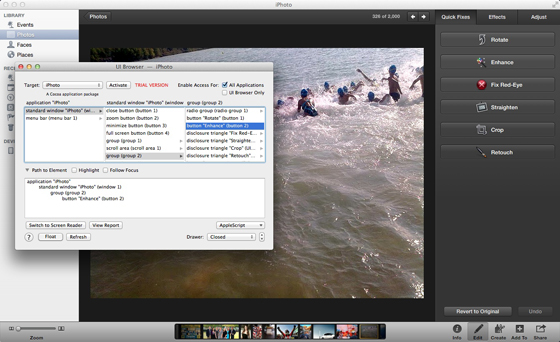 iPhoto
LIBRARY
Events
Photos
Faces
Places
Photos
326 of 2,000
Quick Fixes
Effects
Adjust
Rotate
Enhance
Fix Red-Eye
Straighten
Crop
Retouch
Revert to Original
Undo
UI Browser — iPhoto
Target: iPhoto Activate TRIAL VERSION Enable Access For: All Applications
A Cocoa application package
UI Browser Only
application "iPhoto"
standard window "iPhoto" (window
group (group 2)
standard window "iPhoto" (wi...
menu bar (menu bar 1)
close button (button 1)
zoom button (button 2)
minimize button (button 3)
full screen button (button 4)
group (group 1)
scroll area (scroll area 1)
group (group 2)
radio group (radio group 1)
button "Rotate" (button 1)
button "Enhance" (button 2)
disclosure triangle "Fix Red-E...
disclosure triangle "Straighte...
disclosure triangle "Crop" (UI...
disclosure triangle "Retouch"...
Path to Element Highlight Follow Focus
application "iPhoto"
standard window "iPhoto" (window 1)
group (group 2)
button "Enhance" (button 2)
Switch to Screen Reader View Report AppleScript
? Float Refresh Drawer: Closed
Zoom
Info
Edit
Create
Add To
Share